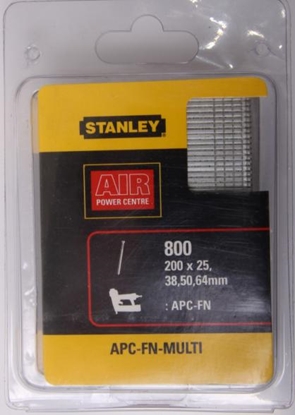 STANLEY
AIR
POWER CENTRE
800
200 x 25,
38,50,64mm
: APC-FN
APC-FN-MULTI